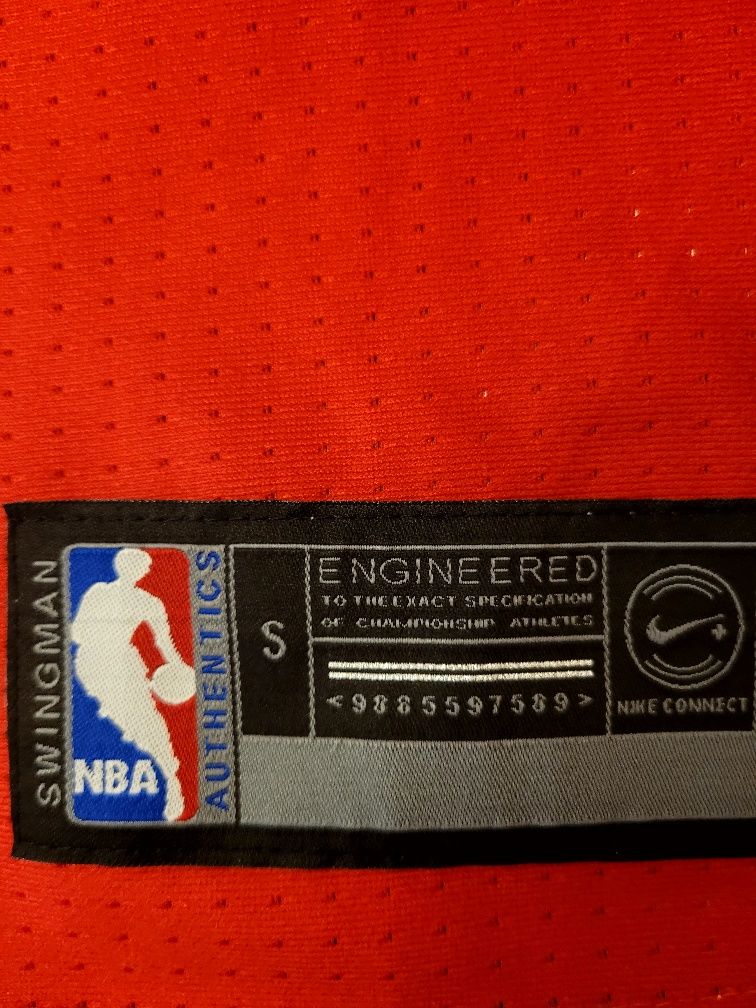 SWINGMAN
NBA
AUTHENTICS
S
ENGINEERED
TO THE EXACT SPECIFICATION
OF CHAMPIONSHIP ATHLETES
<9885597589>
NIKE CONNECT